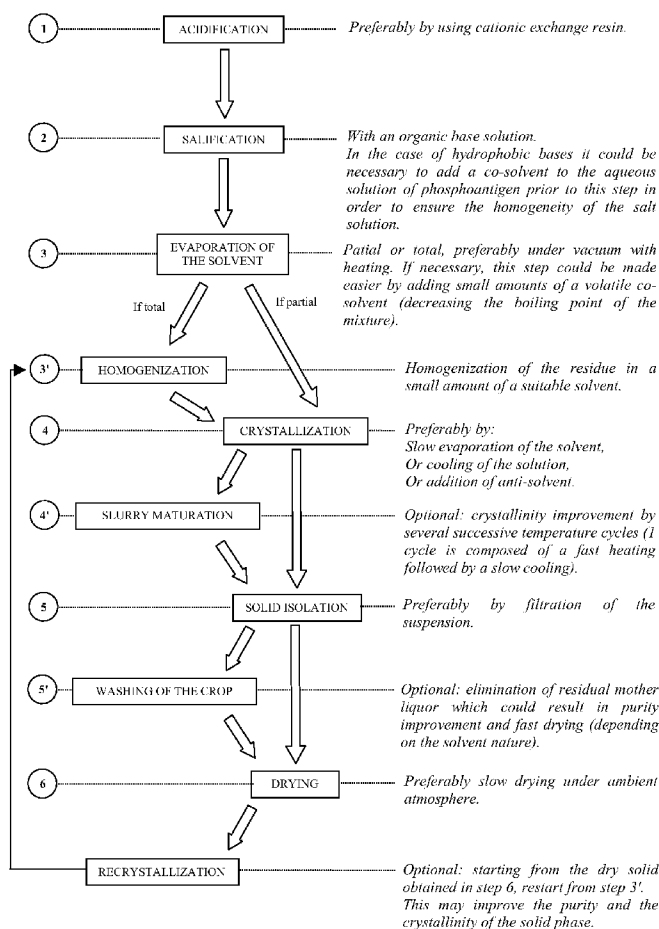 1
ACIDIFICATION
Preferably by using cationic exchange resin.
2
SALIFICATION
With an organic base solution.
In the case of hydrophobic bases it could be
necessary to add a co-solvent to the aqueous
solution of phosphoantigen prior to this step in
order to ensure the homogeneity of the salt
solution.
3
EVAPORATION OF
THE SOLVENT
Patial or total, preferably under vacuum with
heating. If necessary, this step could be made
easier by adding small amounts of a volatile co-
solvent (decreasing the boiling point of the
mixture).
If total
If partial
3'
HOMOGENIZATION
Homogenization of the residue in a
small amount of a suitable solvent.
4
CRYSTALLIZATION
Preferably by:
Slow evaporation of the solvent,
Or cooling of the solution,
Or addition of anti-solvent.
4'
SLURRY MATURATION
Optional: crystallinity improvement by
several successive temperature cycles (1
cycle is composed of a fast heating
followed by a slow cooling).
5
SOLID ISOLATION
Preferably by filtration of the
suspension.
5'
WASHING OF THE CROP
Optional: elimination of residual mother
liquor which could result in purity
improvement and fast drying (depending
on the solvent nature).
6
DRYING
Preferably slow drying under ambient
atmosphere.
RECRYSTALLIZATION
Optional: starting from the dry solid
obtained in step 6, restart from step 3'.
This may improve the purity and the
crystallinity of the solid phase.